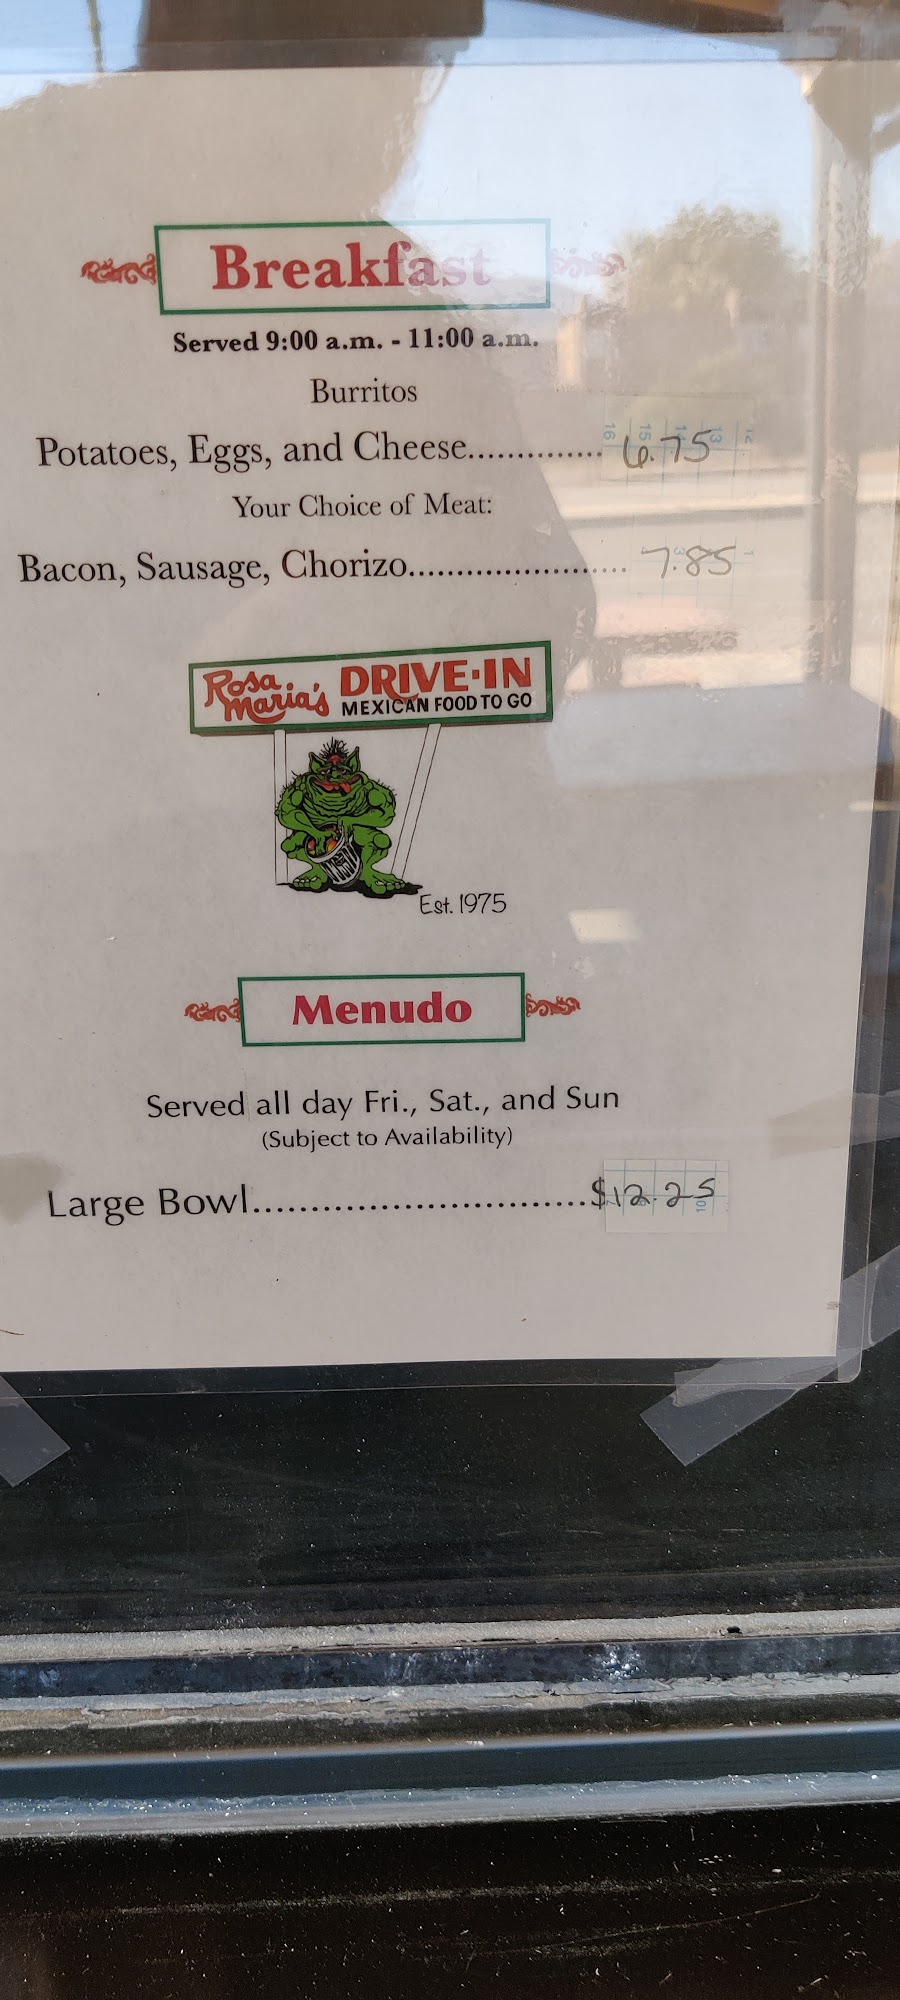 Breakfast
Served 9:00 a.m. - 11:00 a.m.
Burritos
Potatoes, Eggs, and Cheese.............. 6.75
Your Choice of Meat:
Bacon, Sausage, Chorizo........................ 7.85
Rosa Maria's DRIVE-IN
MEXICAN FOOD TO GO
Est. 1975
Menudo
Served all day Fri., Sat., and Sun
(Subject to Availability)
Large Bowl.............................$12.25